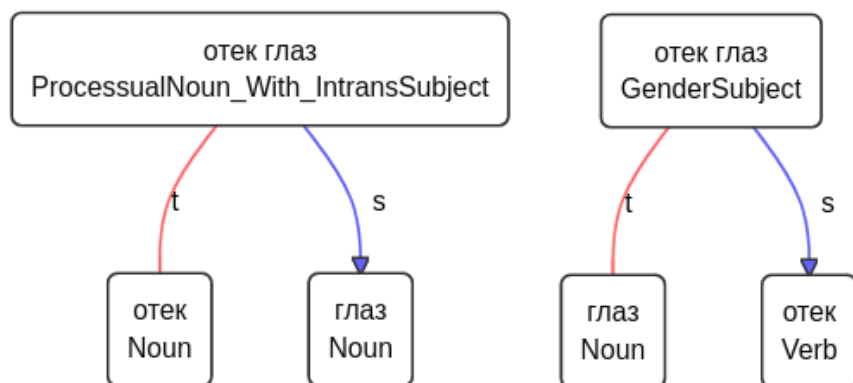 отек глаз
ProcessualNoun_With_IntransSubject
отек глаз
GenderSubject
t
s
t
s
отек
Noun
глаз
Noun
глаз
Noun
отек
Verb